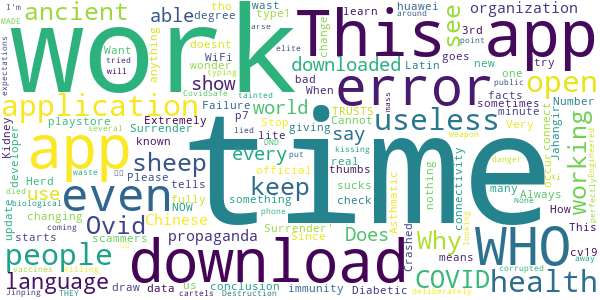 I'm around
MADE
expectations
ancient
tho
degree
able
wast
type1
huawei
learn
organization
work
This app
see
3rd
point
changes
elite
anything
doesnt
Want
tried
will
WiFi
CovidSafe
tainted
wonder
typing
downloaded
Latin
goes
new
try
bad
When
error
open
one
public
application
show
Failure
world
facts
Number
p7
lied
Stop
giving
Cannot
TRUSTS
sometimes
minute
useless
Very
playstore
several
Surrender
Extremely
lite
DND
put
kissing
mass
weapon
occur
connect
Jahangir
perfectlyEngineered
Kidney
developer
app
sheep
every
official
say
real
danger
None
known
Please
tells
something
thumbs
check
nothing
connectivity
working
Herd
NOW
phone
sucks
Asthmatic
many
Always
How
update
died
biological
use
even
keep
time
looking
changing
coming
fully
Surrender'
Chinese
Since
Does
Why
WHO
This
cv19
starts
scammers
Ovid
propaganda
Crashed
means
away
people
waste
vaccines
killing
download
COVID
health
language
draw
data
us
conclusion
immunity
Diabetic
corrupted
Jinping
THEY
cartels
Destruction
deliberately